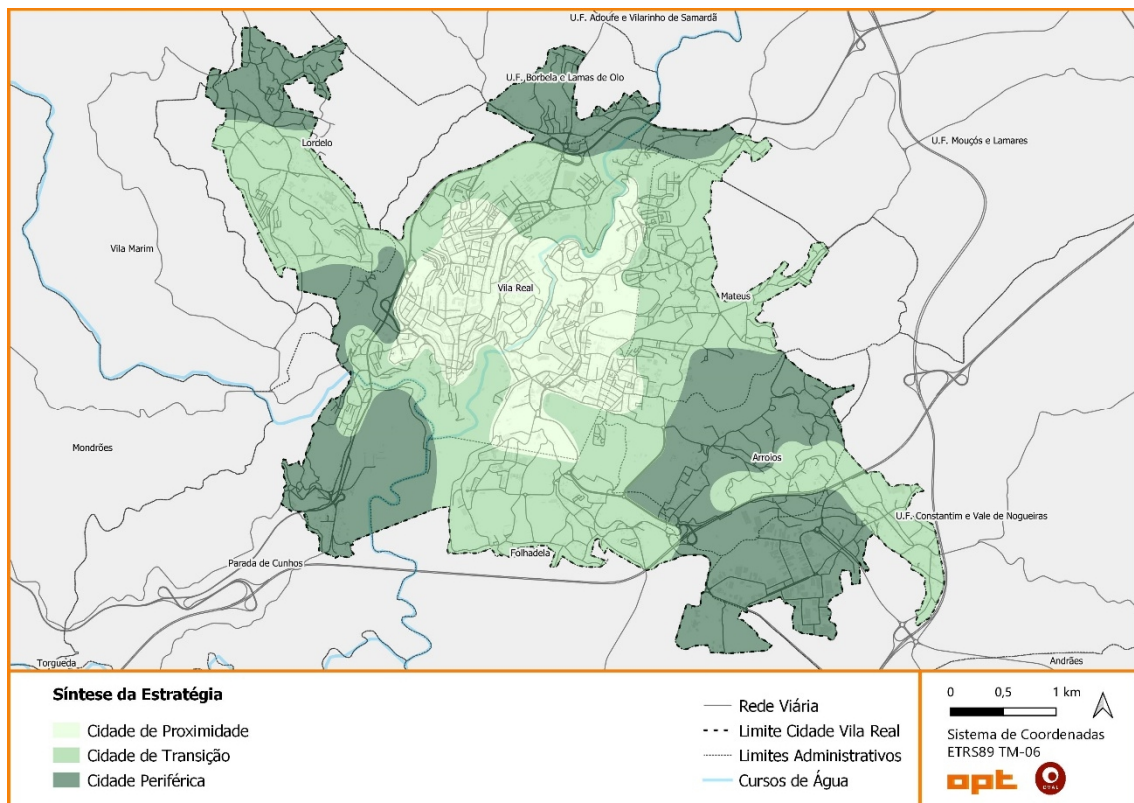 U.F. Adoufe e Vilarinho de Samardã
U.F. Borbela e Lamas de Olo
Lordelo
U.F. Mouçós e Lamares
Vila Marim
Vila Real
Mateus
Mondrões
Arroios
U.F. Constantim e Vale de Nogueiras
Folhadela
Parada de Cunhos
Torgueda
Andrães
Síntese da Estratégia
Cidade de Proximidade
Cidade de Transição
Cidade Periférica
Rede Viária
Limite Cidade Vila Real
Limites Administrativos
Cursos de Água
0 0,5 1 km
Sistema de Coordenadas
ETRS89 TM-06
opt